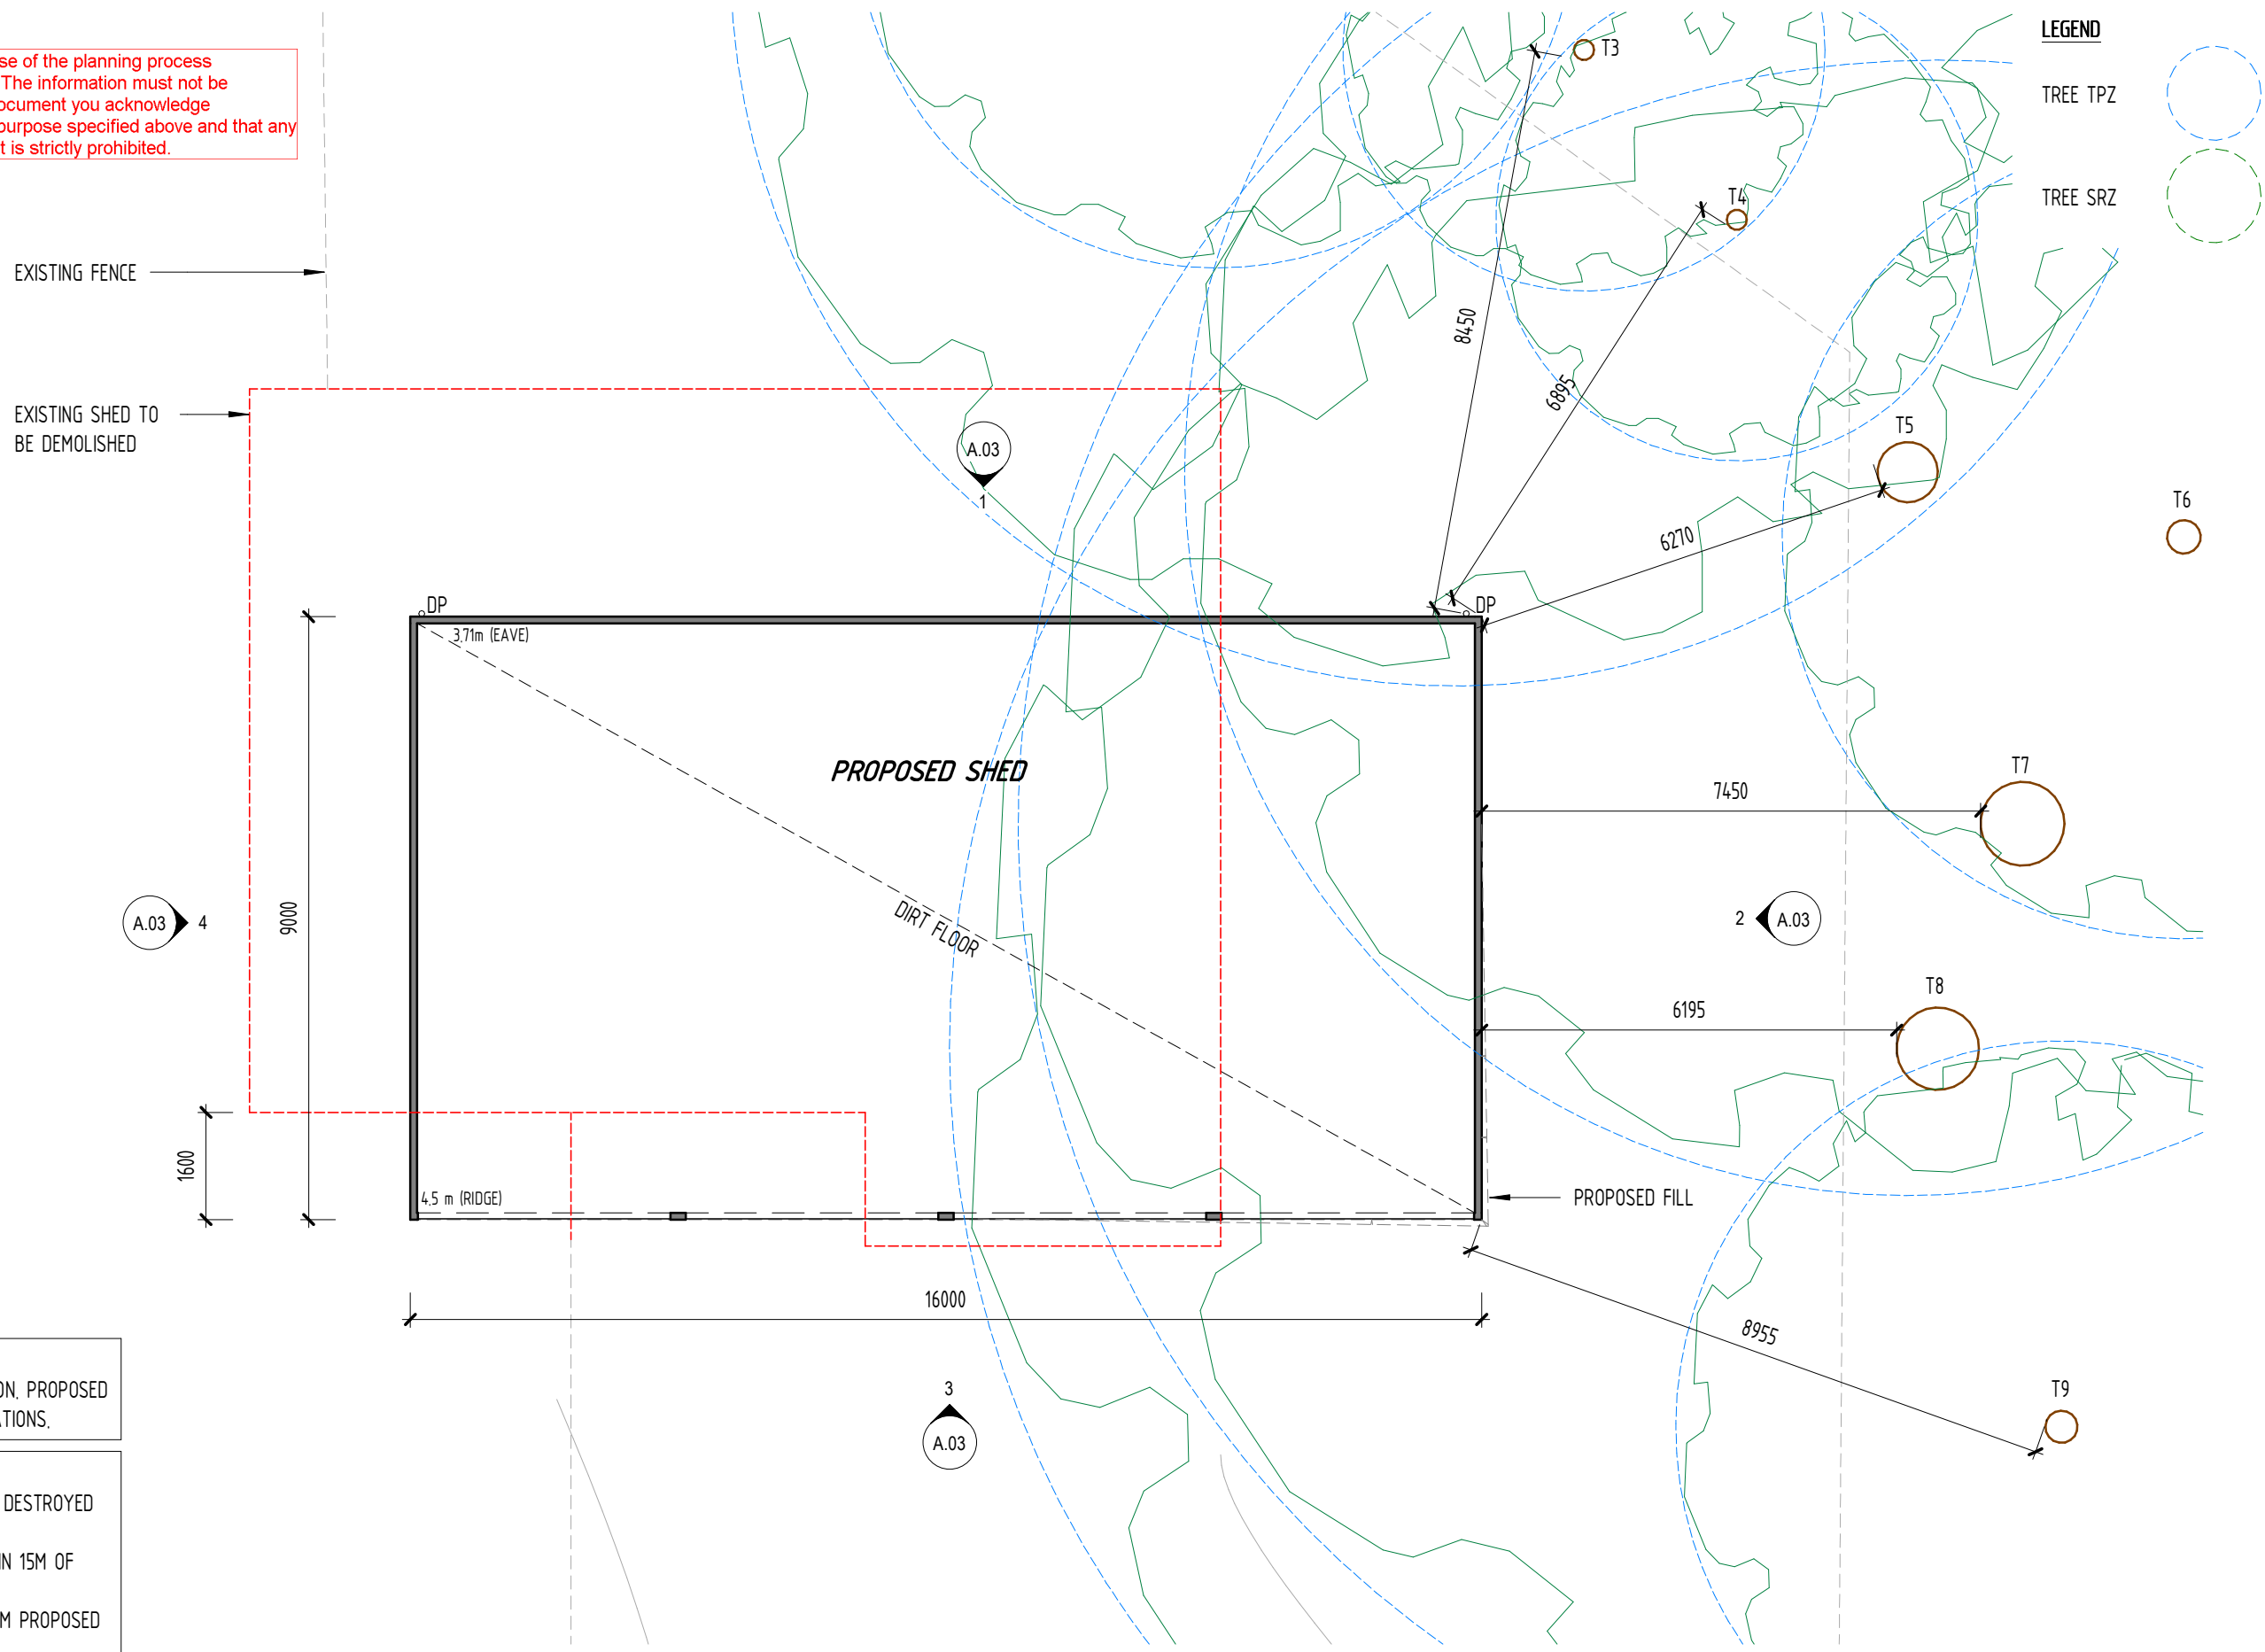 se of the planning process
The information must not be
ocument you acknowledge
purpose specified above and that any
t is strictly prohibited.
LEGEND
TREE TPZ
TREE SRZ
T3
T4
EXISTING FENCE
8450
6895
EXISTING SHED TO
BE DEMOLISHED
A.03
1
T5
T6
6270
DP
DP
3.71m (EAVE)
PROPOSED SHED
T7
7450
9000
DIRT FLOOR
A.03
4
2
A.03
T8
6195
1600
4.5 m (RIDGE)
PROPOSED FILL
16000
8955
3
A.03
T9
ON, PROPOSED
ATIONS.
DESTROYED
IN 15M OF
M PROPOSED